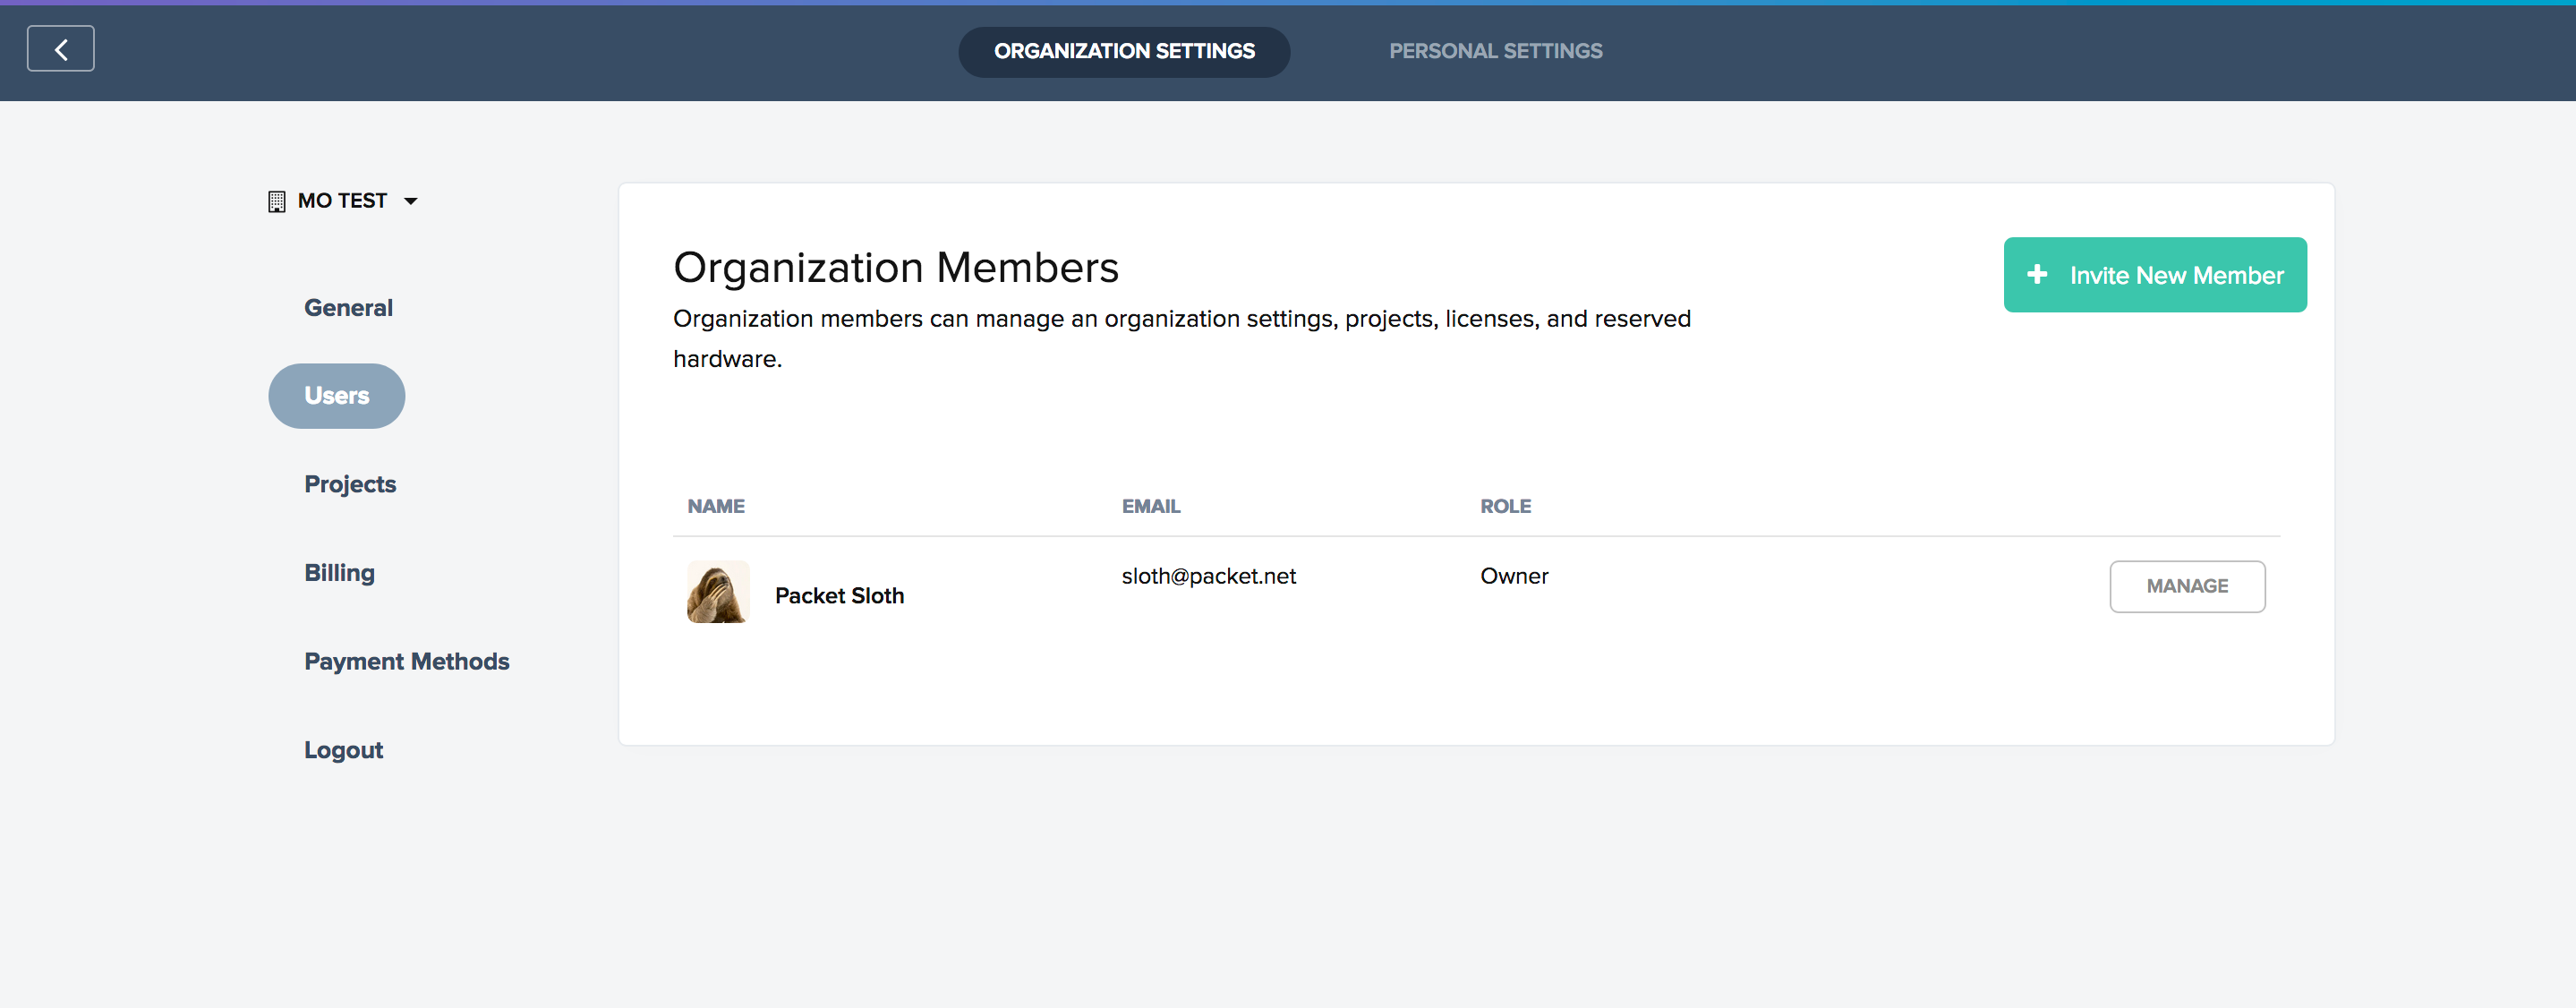 ORGANIZATION SETTINGS
PERSONAL SETTINGS
MO TEST
General
Users
Projects
Billing
Payment Methods
Logout
Organization Members
Organization members can manage an organization settings, projects, licenses, and reserved
hardware.
Invite New Member
NAME EMAIL ROLE
Packet Sloth sloth@packet.net Owner MANAGE